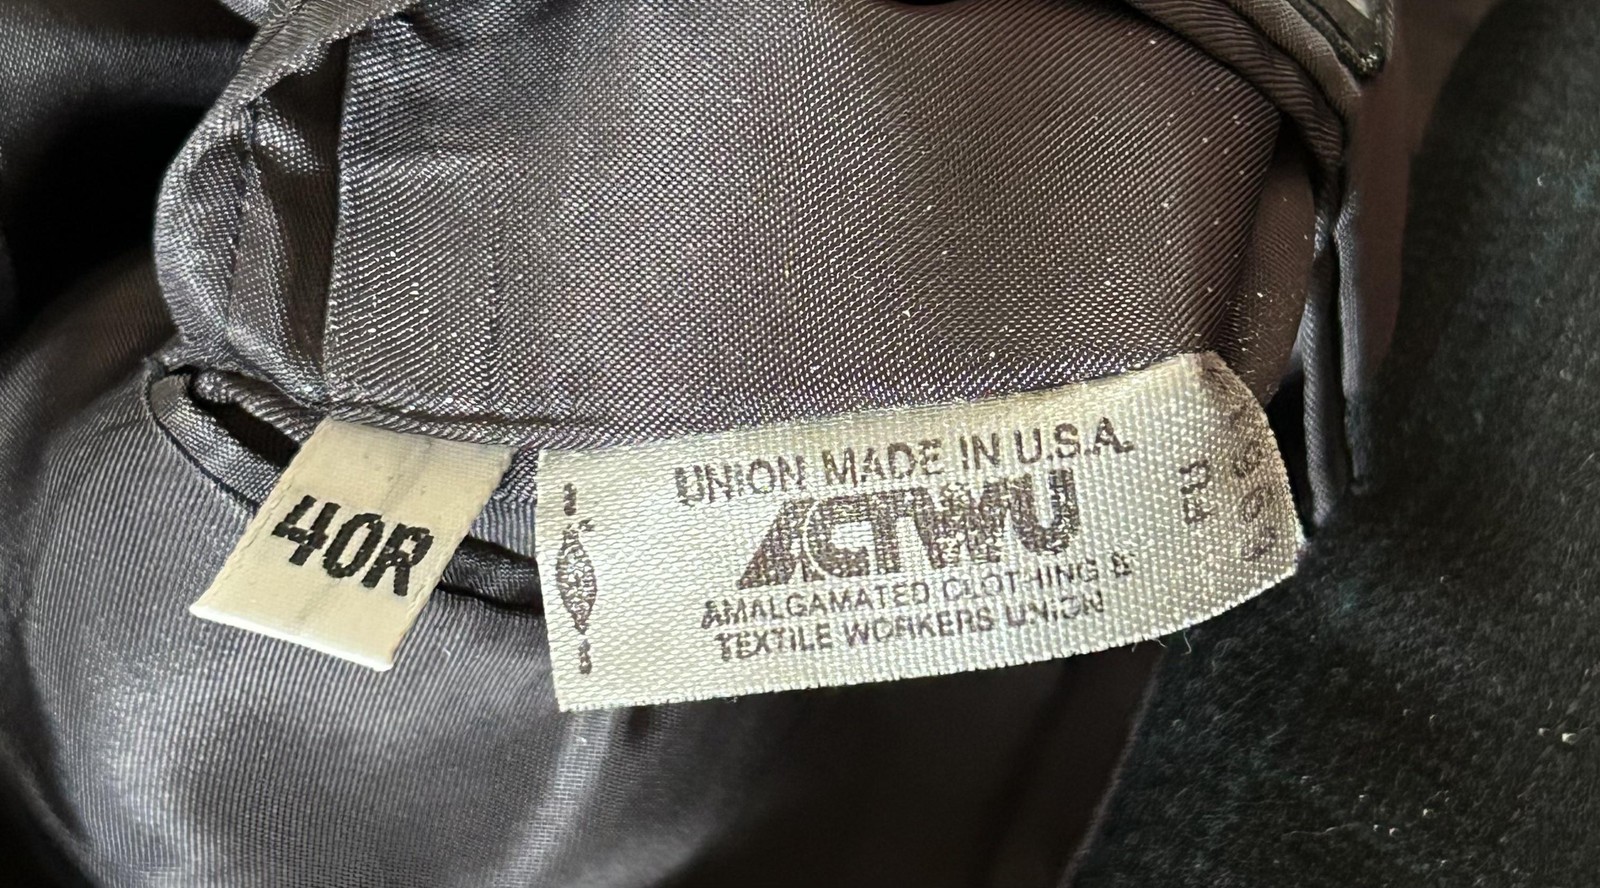 40R
UNION MADE IN U.S.A.
ACTWU
AMALGAMATED CLOTHING &
TEXTILE WORKERS UNION